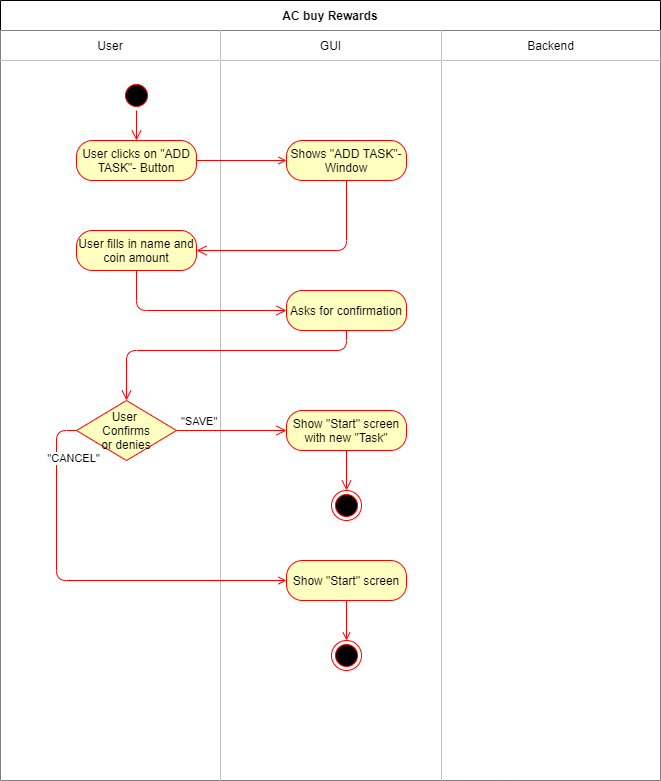 AC buy Rewards
User
GUI
Backend
User clicks on "ADD
TASK"- Button
Shows "ADD TASK"-
Window
User fills in name and
coin amount
Asks for confirmation
User
Confirms
or denies
"SAVE"
Show "Start" screen
with new "Task"
"CANCEL"
Show "Start" screen